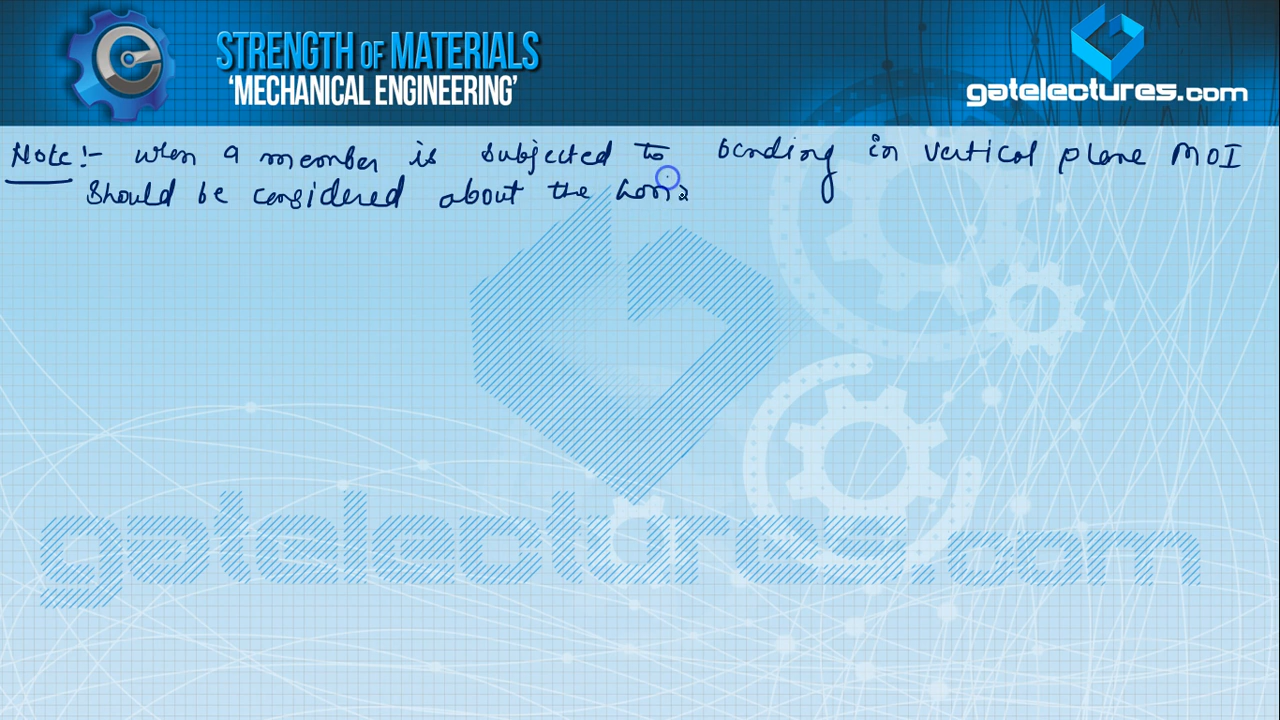 STRENGTH OF MATERIALS
'MECHANICAL ENGINEERING'
gatelectures.com
Note:- when a member is subjected to bending in vertical plane MOI
should be considered about the
gatelectures.com